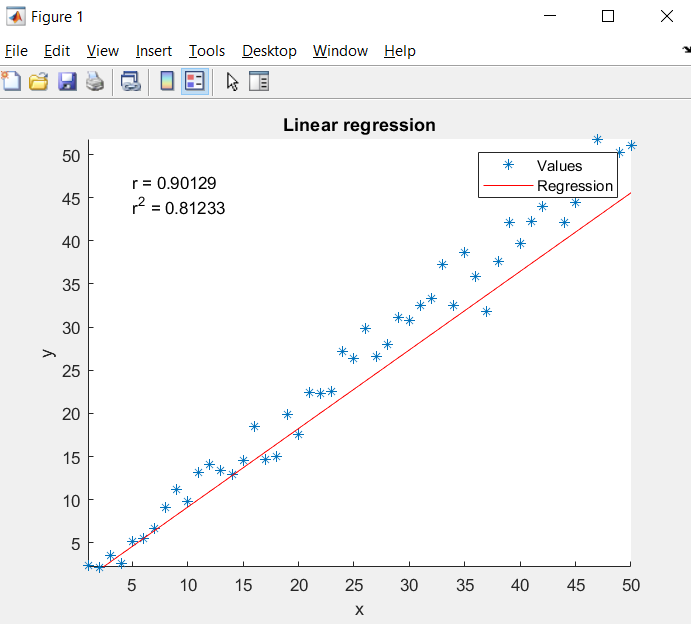 Figure 1
File Edit View Insert Tools Desktop Window Help
Linear regression
r = 0.90129
r² = 0.81233
Values
Regression
50
45
40
35
30
25
20
15
10
5
y
5 10 15 20 25 30 35 40 45 50
x